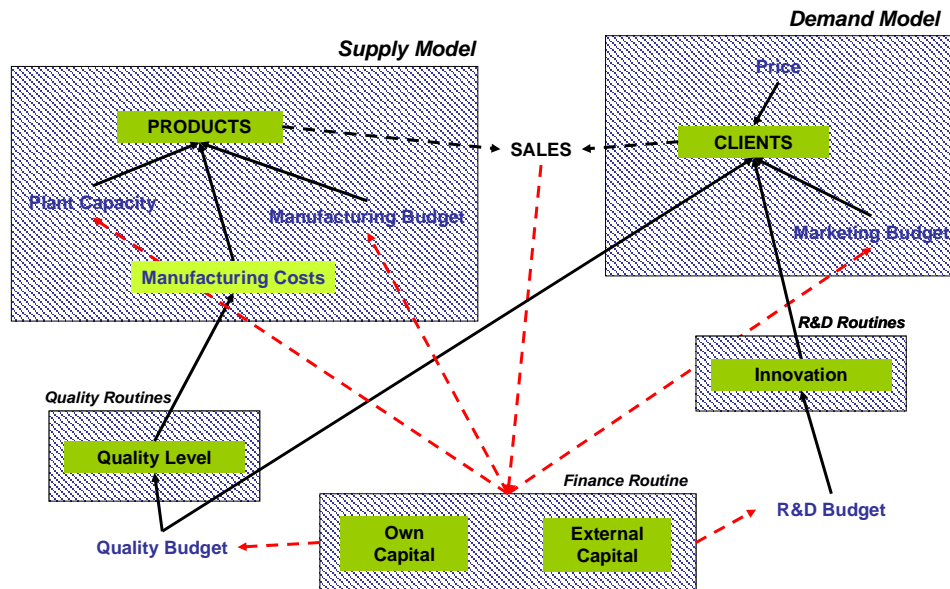 Demand Model
Supply Model
Price
PRODUCTS
SALES
CLIENTS
Plant Capacity
Manufacturing Budget
Marketing Budget
Manufacturing Costs
R&D Routines
Innovation
Quality Routines
Quality Level
Finance Routine
R&D Budget
Own
Capital
External
Capital
Quality Budget